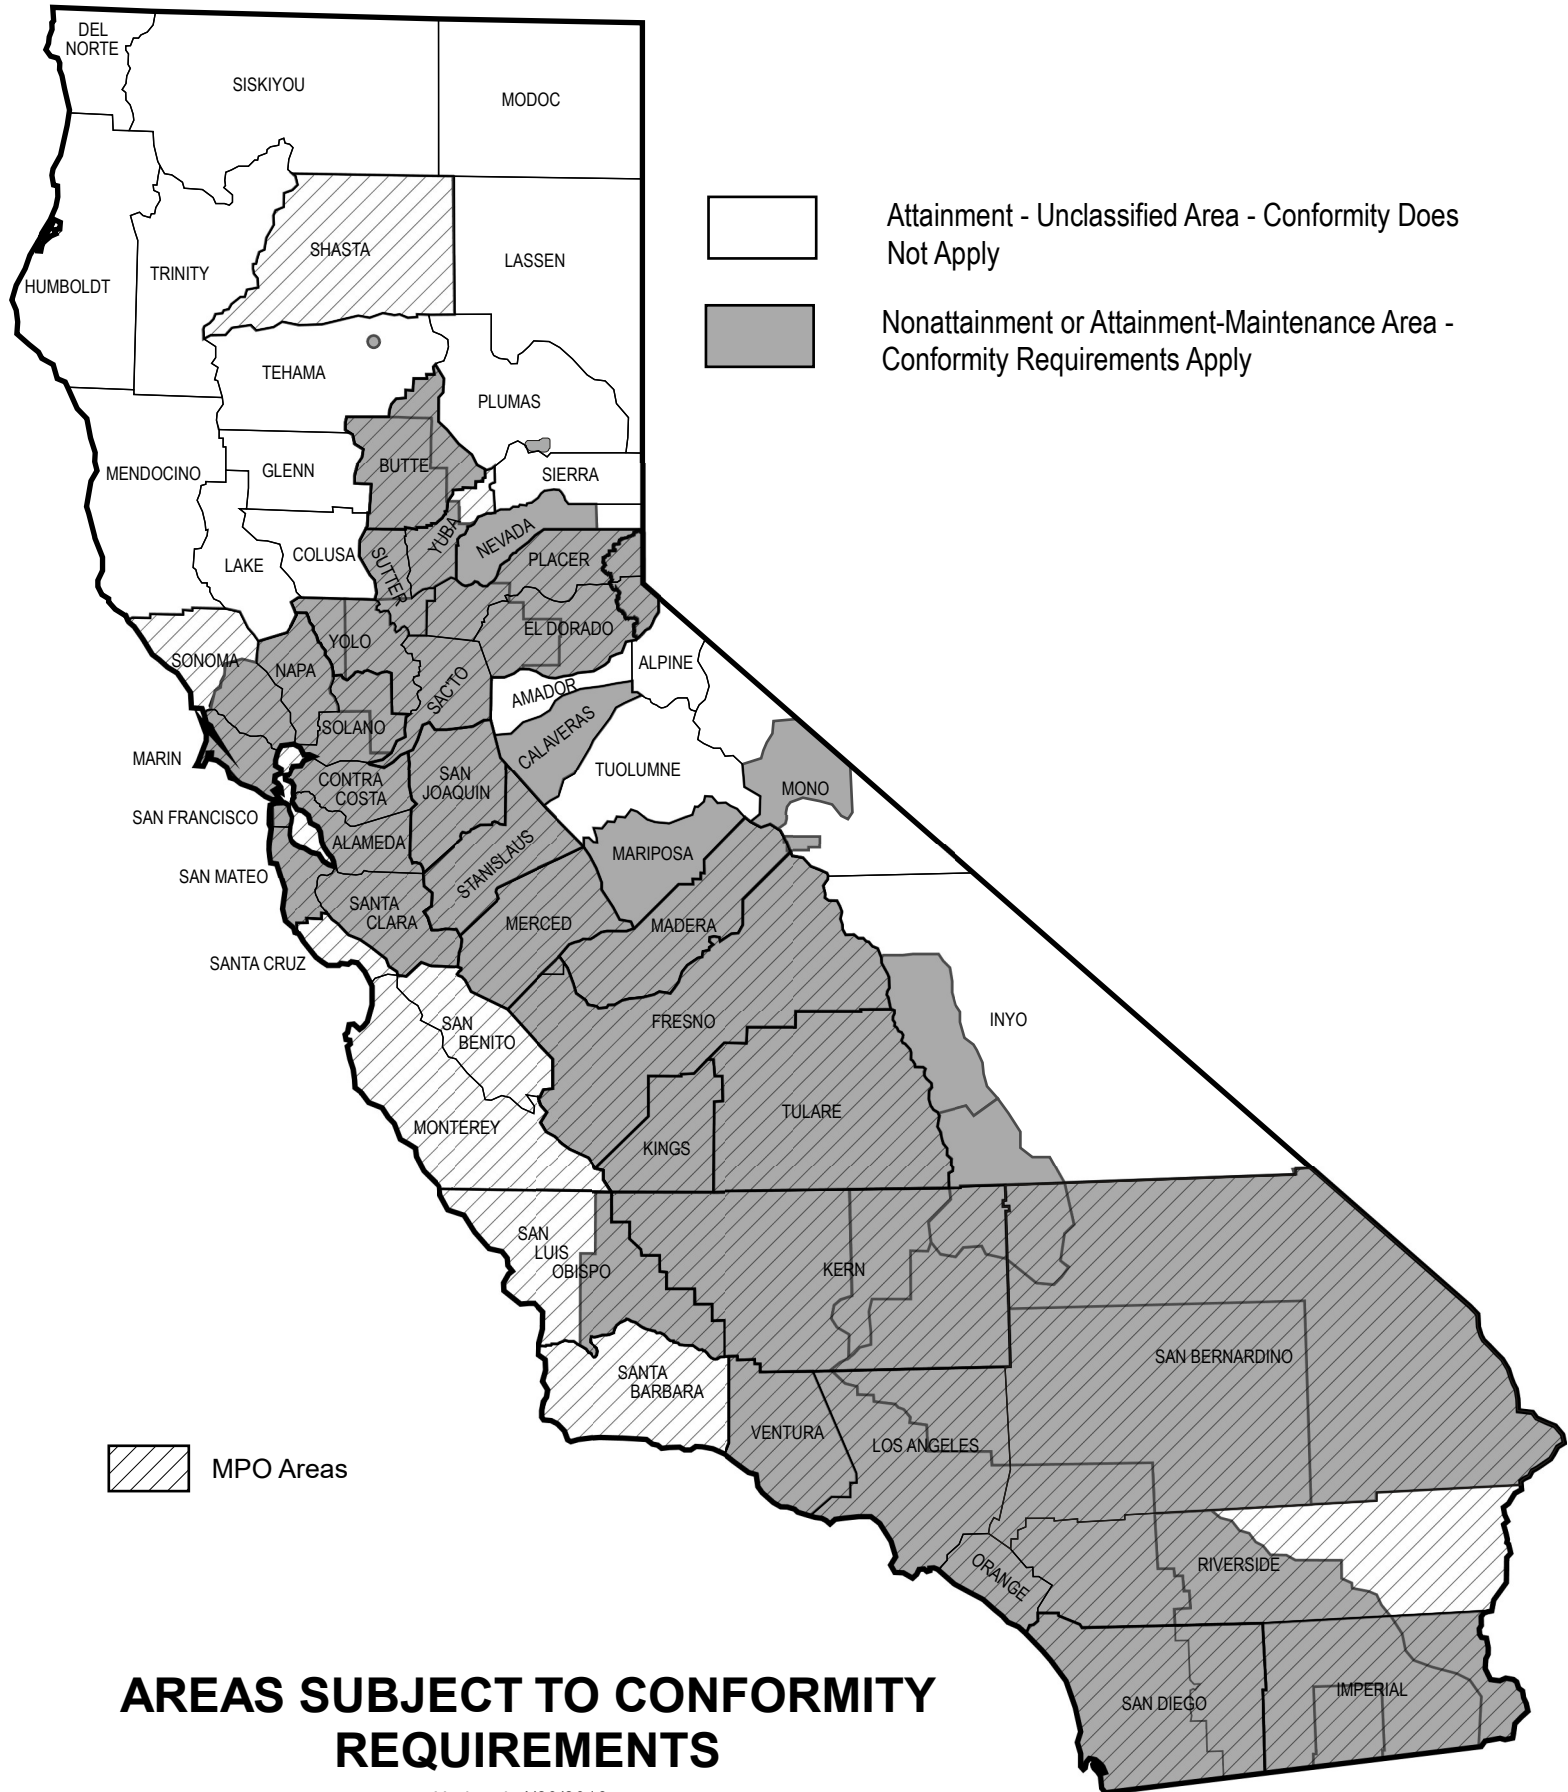 DEL
NORTE
SISKIYOU
MODOC
SHASTA
LASSEN
TRINITY
HUMBOLDT
Attainment - Unclassified Area - Conformity Does
Not Apply
Nonattainment or Attainment-Maintenance Area -
Conformity Requirements Apply
TEHAMA
PLUMAS
MENDOCINO
GLENN
BUTTE
SIERRA
LAKE
COLUSA
SUTTER
YUBA
NEVADA
PLACER
SONOMA
NAPA
YOLO
EL DORADO
SAC'TO
AMADOR
ALPINE
SOLANO
MARIN
CALAVERAS
TUOLUMNE
MONO
CONTRA
COSTA
SAN
JOAQUIN
SAN FRANCISCO
ALAMEDA
STANISLAUS
MARIPOSA
SAN MATEO
SANTA
CLARA
MERCED
MADERA
SANTA CRUZ
SAN
BENITO
FRESNO
INYO
MONTEREY
KINGS
TULARE
SAN
LUIS
OBISPO
KERN
SAN BERNARDINO
SANTA
BARBARA
VENTURA
LOS ANGELES
MPO Areas
ORANGE
RIVERSIDE
SAN DIEGO
IMPERIAL
AREAS SUBJECT TO CONFORMITY
REQUIREMENTS